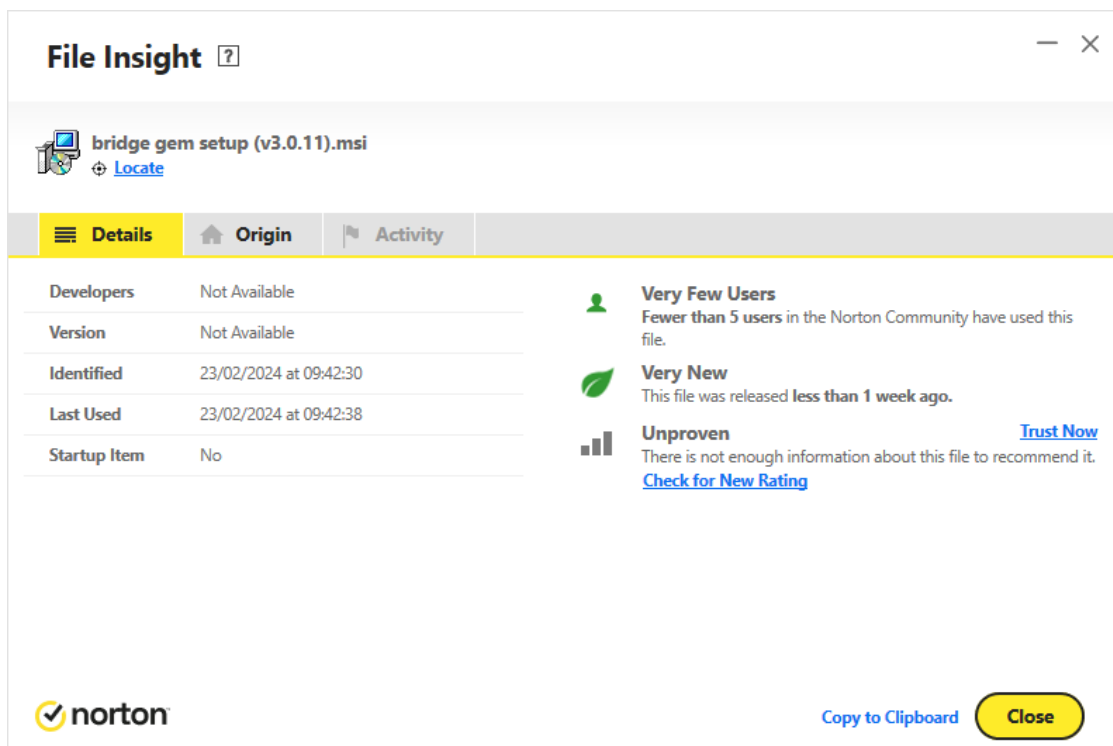 File Insight ?
bridge gem setup (v3.0.11).msi
Locate
Details Origin Activity
Developers Not Available
Version Not Available
Identified 23/02/2024 at 09:42:30
Last Used 23/02/2024 at 09:42:38
Startup Item No
Very Few Users
Fewer than 5 users in the Norton Community have used this
file.
Very New
This file was released less than 1 week ago.
Unproven Trust Now
There is not enough information about this file to recommend it.
Check for New Rating
norton
Copy to Clipboard Close